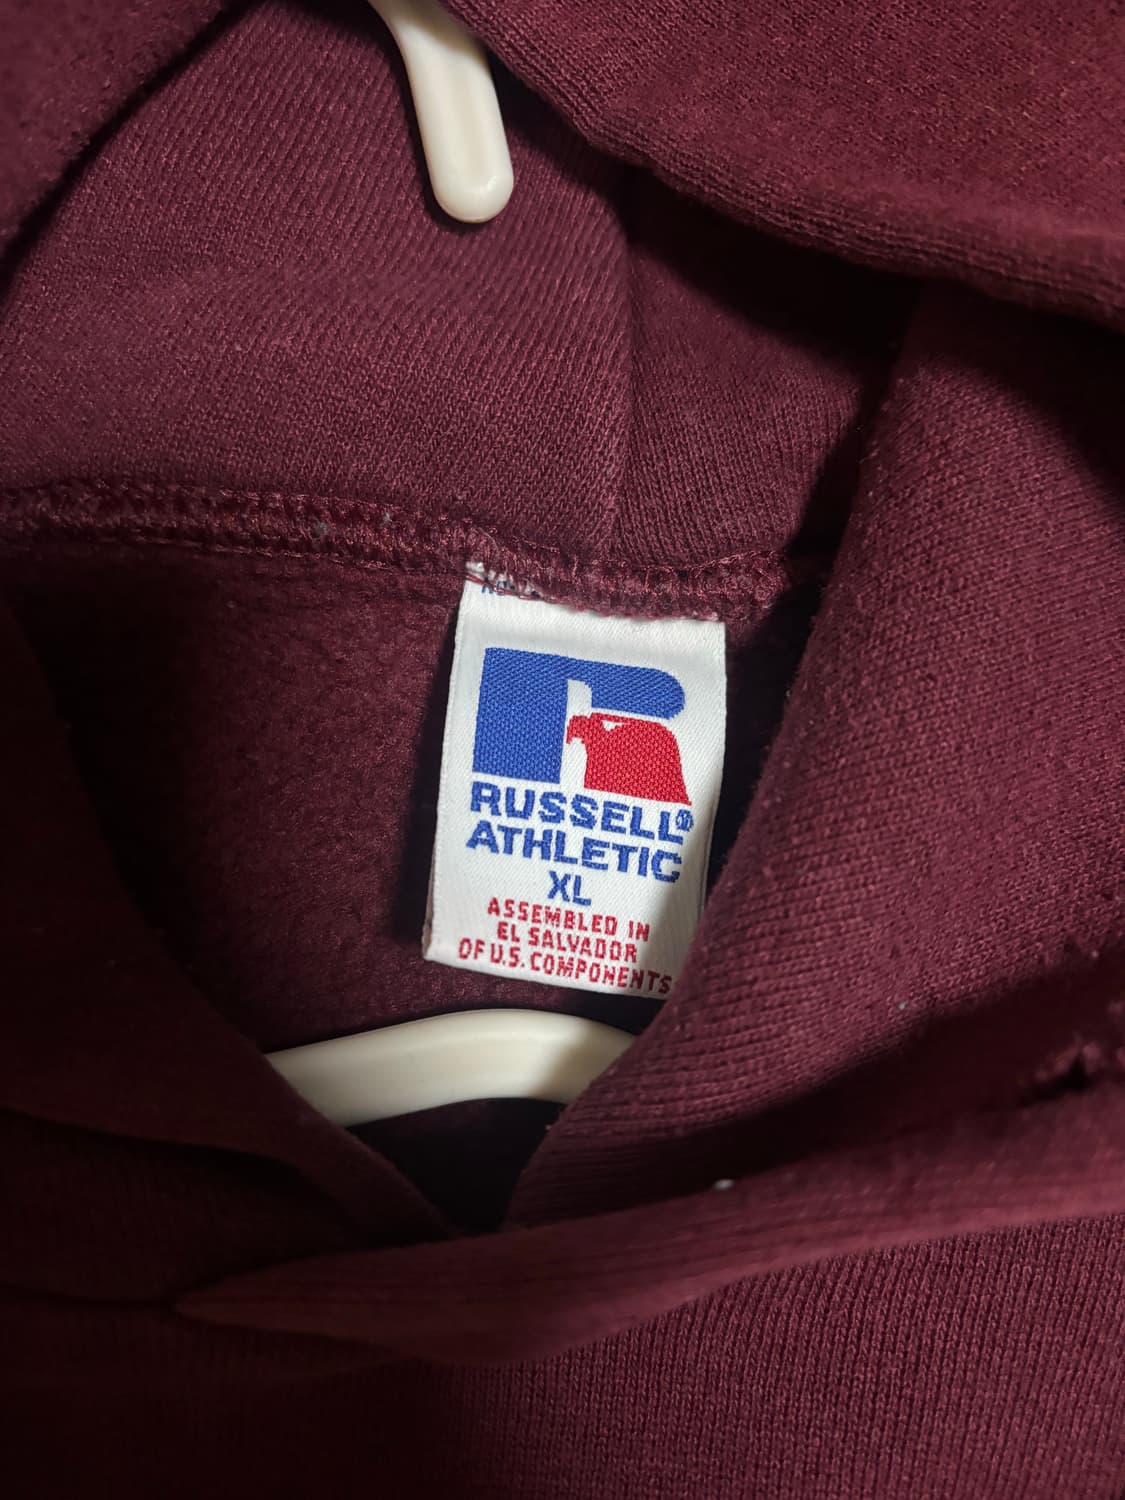 RUSSELL®
ATHLETIC
XL
ASSEMBLED IN
EL SALVADOR
OF U.S. COMPONENTS